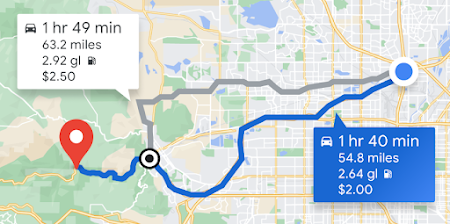 1 hr 49 min
63.2 miles
2.92 gl
$2.50
1 hr 40 min
54.8 miles
2.64 gl
$2.00